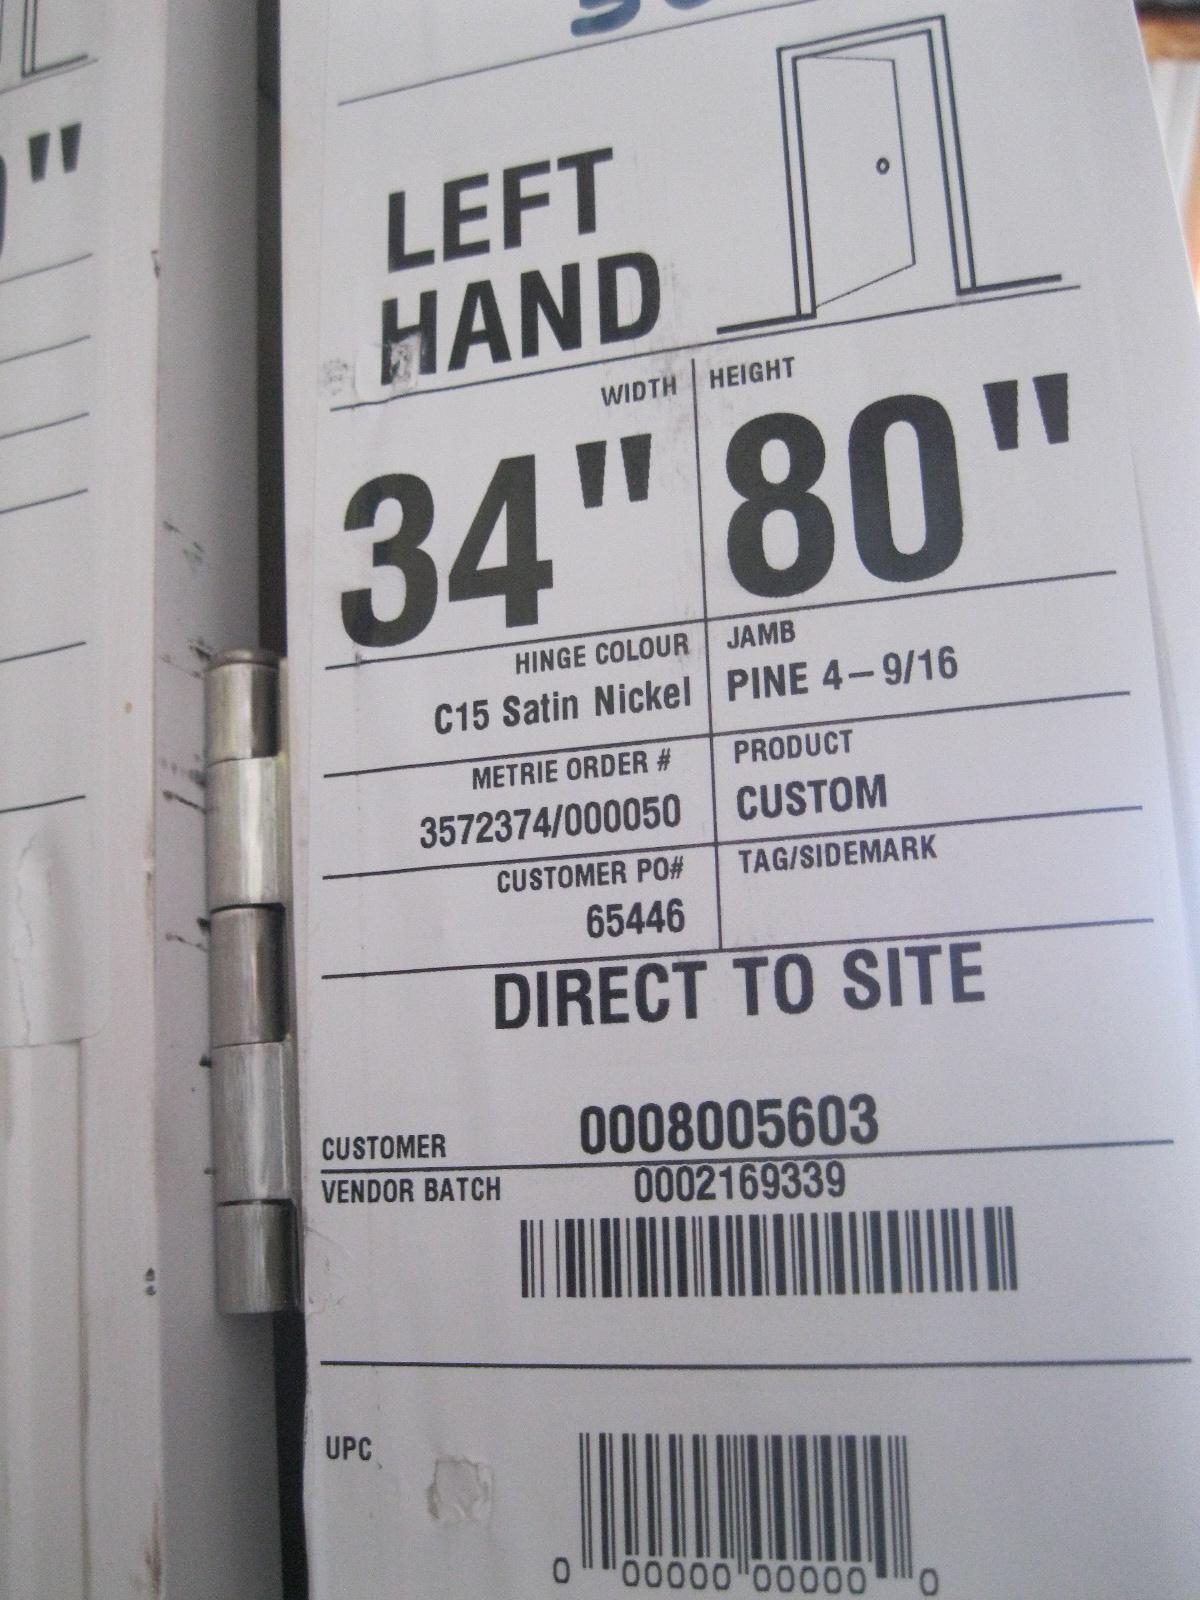 LEFT
HAND
WIDTH
HEIGHT
34"
80"
HINGE COLOUR
C15 Satin Nickel
JAMB
PINE 4–9/16
METRIE ORDER #
3572374/000050
PRODUCT
CUSTOM
CUSTOMER PO#
65446
TAG/SIDEMARK
DIRECT TO SITE
CUSTOMER 0008005603
VENDOR BATCH 0002169339
UPC
0 00000 00000 0